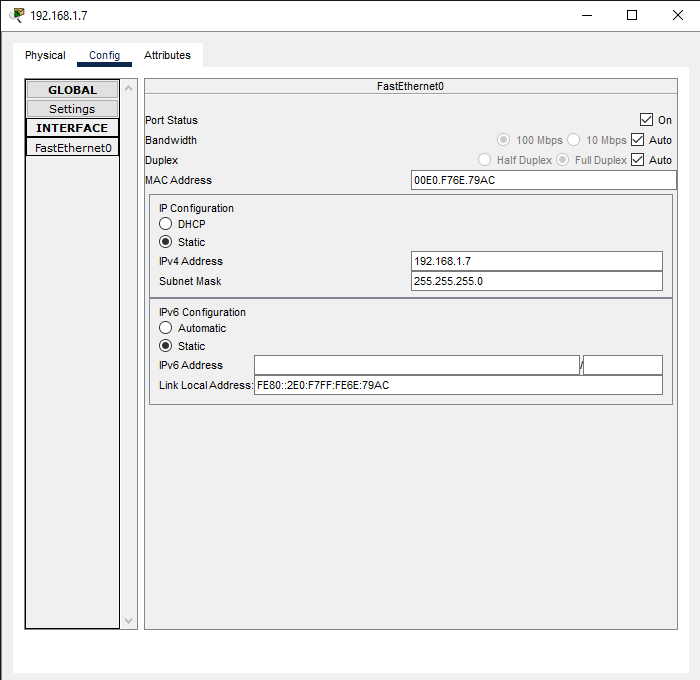 192.168.1.7
Physical Config Attributes
GLOBAL
Settings
INTERFACE
FastEthernet0
FastEthernet0
Port Status On
Bandwidth 100 Mbps 10 Mbps Auto
Duplex Half Duplex Full Duplex Auto
MAC Address 00E0.F76E.79AC
IP Configuration
DHCP
Static
IPv4 Address 192.168.1.7
Subnet Mask 255.255.255.0
IPv6 Configuration
Automatic
Static
IPv6 Address /
Link Local Address: FE80::2E0:F7FF:FE6E:79AC